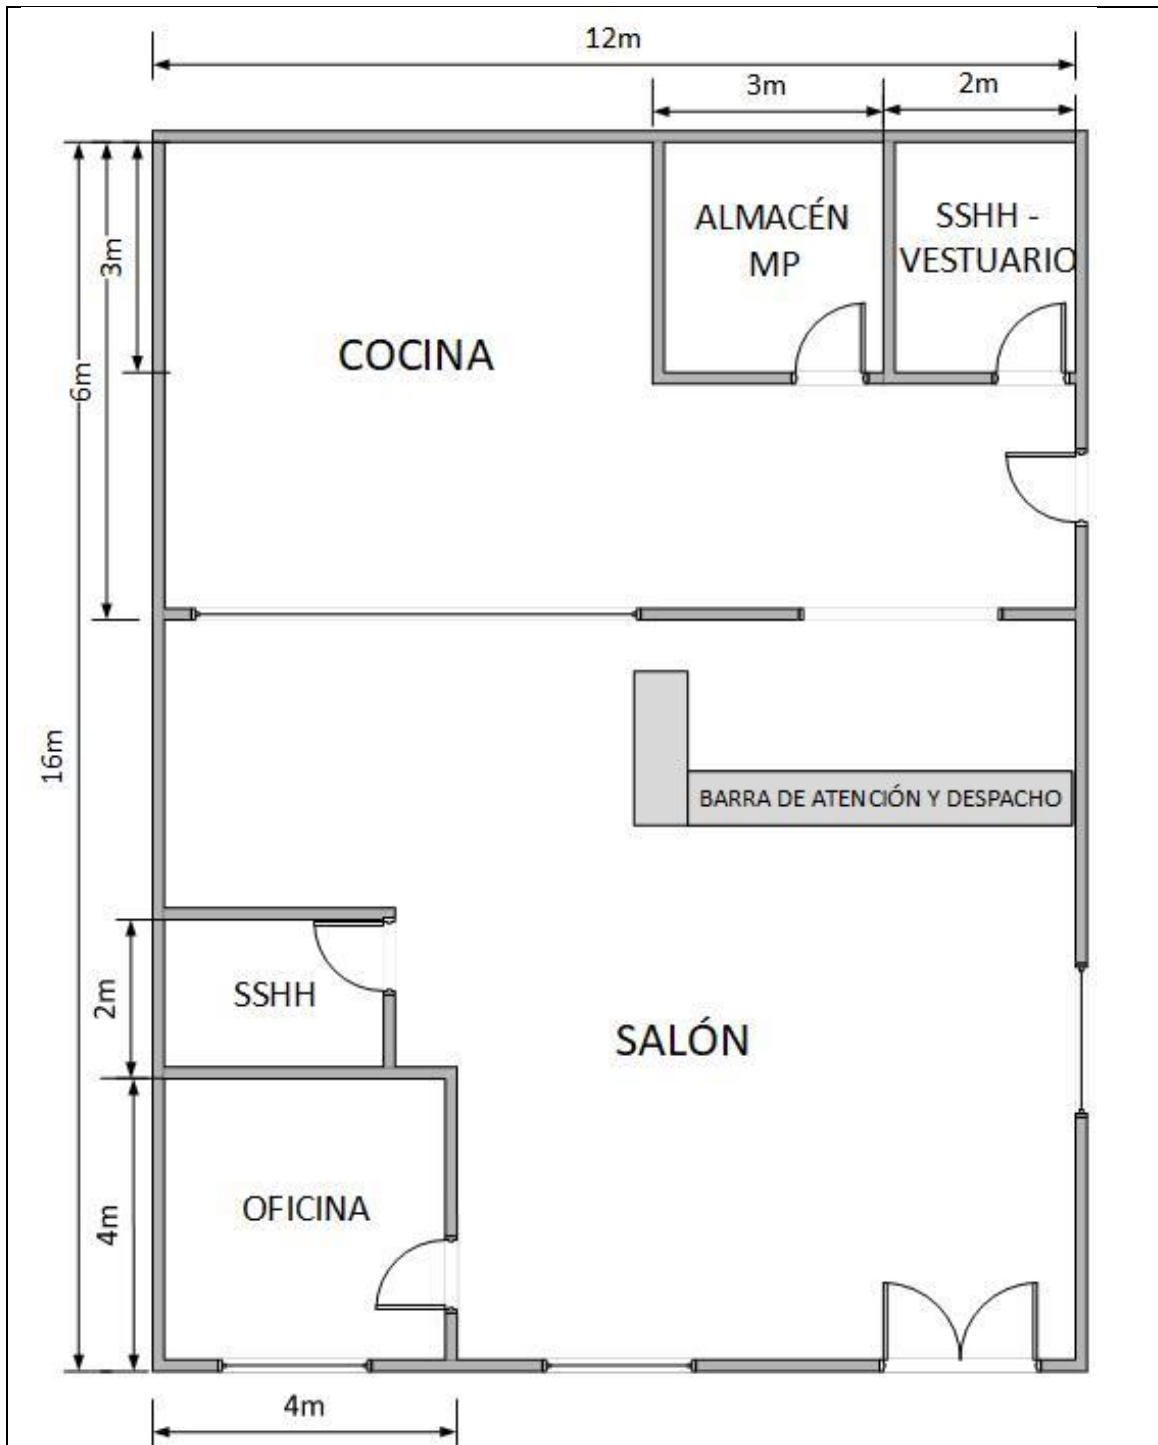 12m
3m
2m
ALMACÉN
MP
SSHH -
VESTUARIO
3m
COCINA
6m
16m
BARRA DE ATENCIÓN Y DESPACHO
2m
SSHH
SALÓN
4m
OFICINA
4m